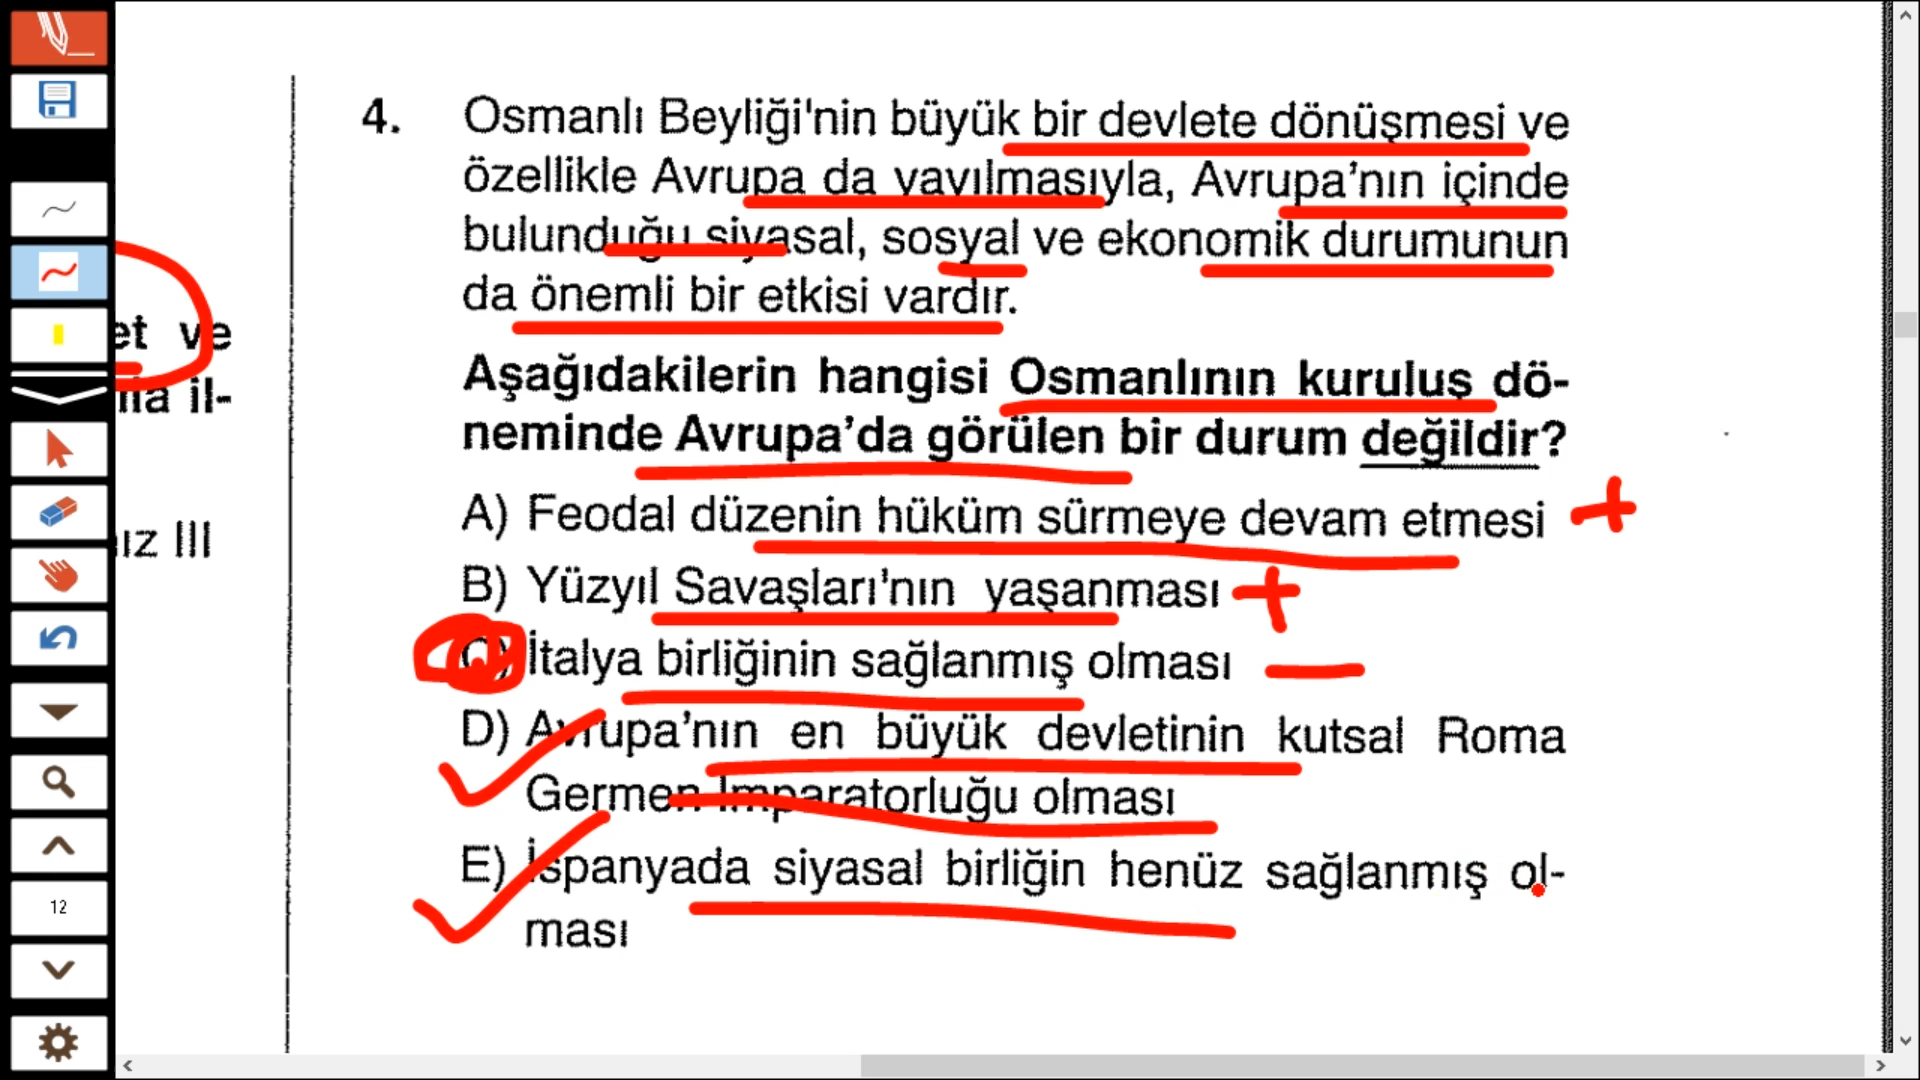 et ve
la il-
ız III
4. Osmanlı Beyliği'nin büyük bir devlete dönüşmesi ve
özellikle Avrupa da yayılmasıyla, Avrupa'nın içinde
bulunduğu siyasal, sosyal ve ekonomik durumunun
da önemli bir etkisi vardır.
Aşağıdakilerin hangisi Osmanlının kuruluş dö-
neminde Avrupa'da görülen bir durum değildir?
A) Feodal düzenin hüküm sürmeye devam etmesi +
B) Yüzyıl Savaşları'nın yaşanması +
C) İtalya birliğinin sağlanmış olması —
D) Avrupa'nın en büyük devletinin kutsal Roma
Germen İmparatorluğu olması
E) İspanyada siyasal birliğin henüz sağlanmış ol-
ması
12